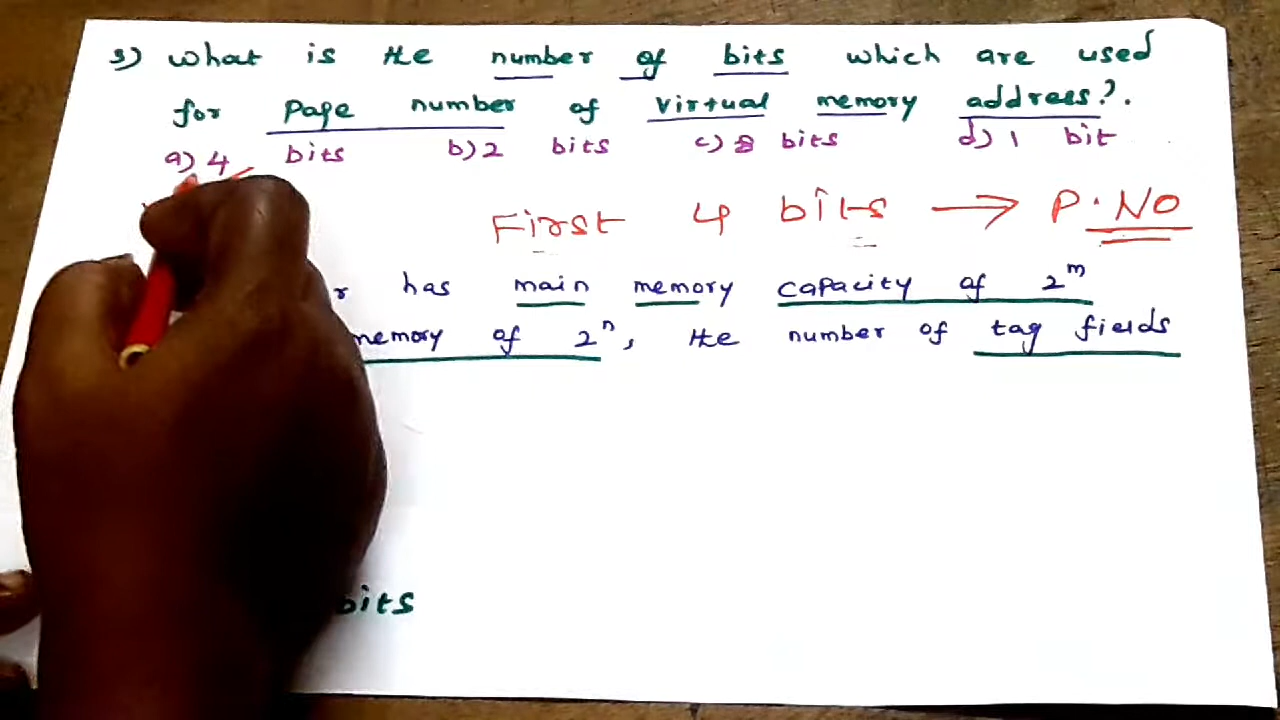 3) What is the number of bits which are used
for Page number of virtual memory address?.
a) 4 bits b) 2 bits c) 8 bits d) 1 bit
First 4 bits → P.NO
has main memory capacity of 2^m
memory of 2^n, the number of tag fields
bits